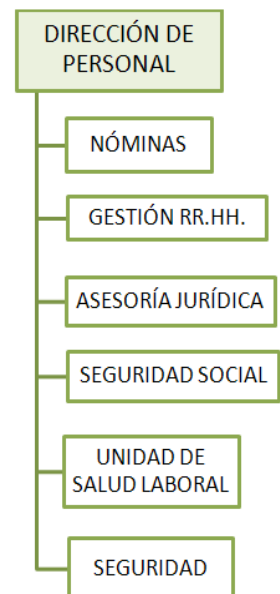 DIRECCIÓN DE
PERSONAL
NÓMINAS
GESTIÓN RR.HH.
ASESORÍA JURÍDICA
SEGURIDAD SOCIAL
UNIDAD DE
SALUD LABORAL
SEGURIDAD